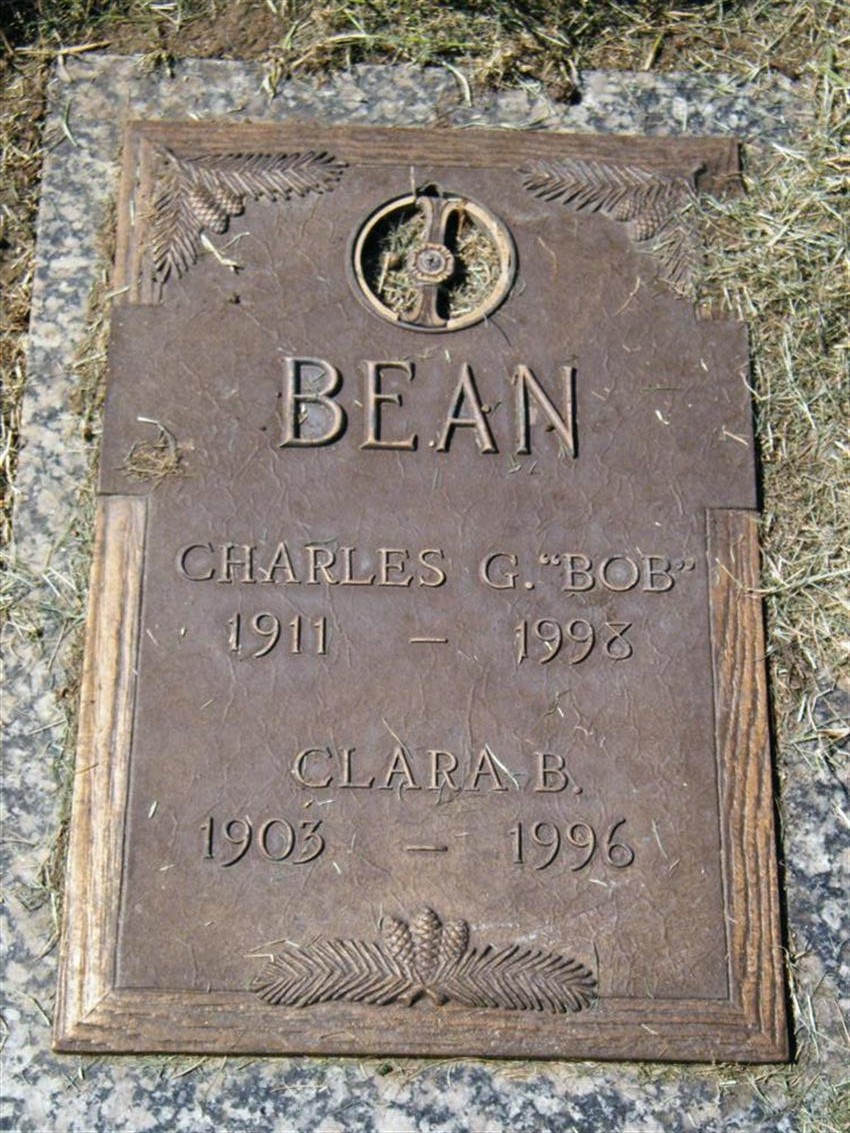 BEAN
CHARLES G. "BOB"
1911 – 1998
CLARA B.
1903 – 1996